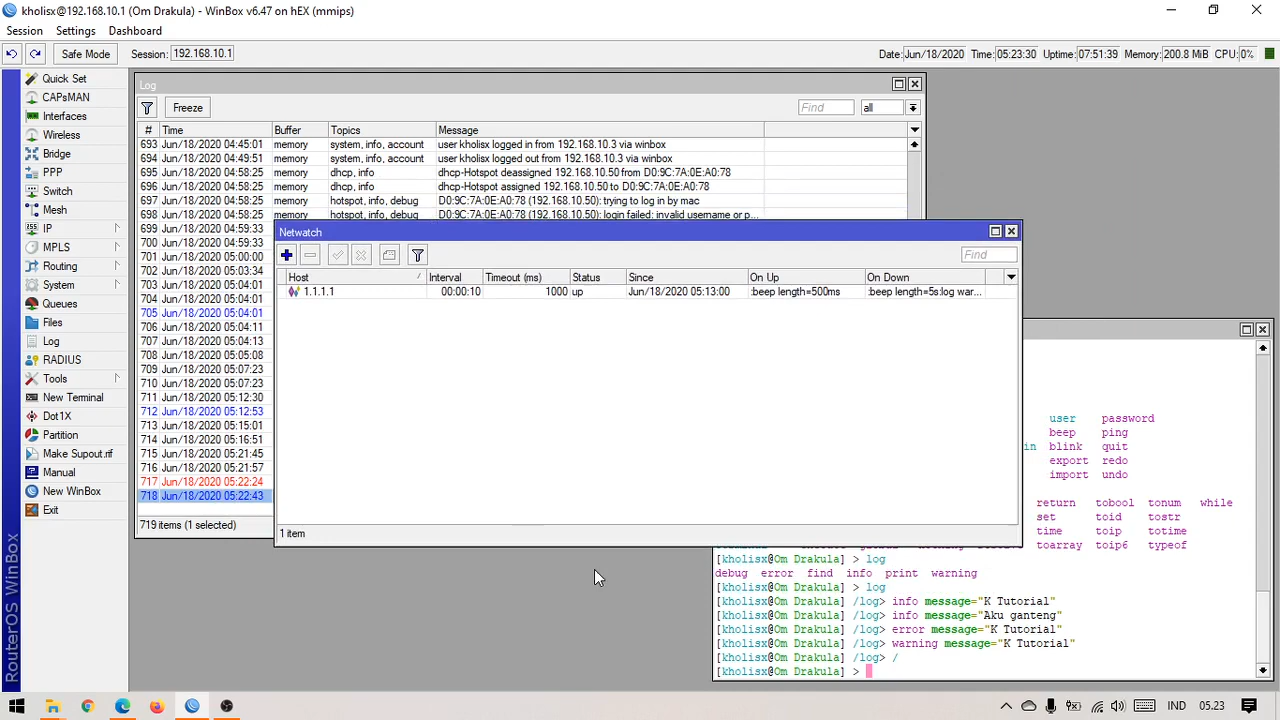 kholisx@192.168.10.1 (Om Drakula) - WinBox v6.47 on hEX (mmips)
Session Settings Dashboard
Safe Mode Session: 192.168.10.1 Date: Jun/18/2020 Time: 05:23:30 Uptime: 07:51:39 Memory: 200.8 MiB CPU: 0%
Quick Set
CAPsMAN
Interfaces
Wireless
Bridge
PPP
Switch
Mesh
IP
MPLS
Routing
System
Queues
Files
Log
RADIUS
Tools
New Terminal
Dot1X
Partition
Make Supout.rif
Manual
New WinBox
Exit
RouterOS WinBox
Log
Freeze Find all
# Time Buffer Topics Message
693 Jun/18/2020 04:45:01 memory system, info, account user kholisx logged in from 192.168.10.3 via winbox
694 Jun/18/2020 04:49:51 memory system, info, account user kholisx logged out from 192.168.10.3 via winbox
695 Jun/18/2020 04:58:25 memory dhcp, info dhcp-Hotspot deassigned 192.168.10.50 from D0:9C:7A:0E:A0:78
696 Jun/18/2020 04:58:25 memory dhcp, info dhcp-Hotspot assigned 192.168.10.50 to D0:9C:7A:0E:A0:78
697 Jun/18/2020 04:58:25 memory hotspot, info, debug D0:9C:7A:0E:A0:78 (192.168.10.50): trying to log in by mac
698 Jun/18/2020 04:58:25 memory hotspot, info, debug D0:9C:7A:0E:A0:78 (192.168.10.50): login failed: invalid username or p...
699 Jun/18/2020 04:59:33
700 Jun/18/2020 04:59:33
701 Jun/18/2020 05:00:00
702 Jun/18/2020 05:03:34
703 Jun/18/2020 05:04:01
704 Jun/18/2020 05:04:01
705 Jun/18/2020 05:04:01
706 Jun/18/2020 05:04:11
707 Jun/18/2020 05:04:13
708 Jun/18/2020 05:05:08
709 Jun/18/2020 05:07:23
710 Jun/18/2020 05:07:23
711 Jun/18/2020 05:12:30
712 Jun/18/2020 05:12:53
713 Jun/18/2020 05:15:01
714 Jun/18/2020 05:16:51
715 Jun/18/2020 05:21:45
716 Jun/18/2020 05:21:57
717 Jun/18/2020 05:22:24
718 Jun/18/2020 05:22:43
719 items (1 selected)
Netwatch
Find
Host Interval Timeout (ms) Status Since On Up On Down
1.1.1.1 00:00:10 1000 up Jun/18/2020 05:13:00 :beep length=500ms :beep length=5s:log war...
1 item
user password
beep ping
in blink quit
export redo
import undo
return tobool tonum while
set toid tostr
time toip totime
toarray toip6 typeof
[kholisx@Om Drakula] > log
debug error find info print warning
[kholisx@Om Drakula] > log
[kholisx@Om Drakula] /log> info message="K Tutorial"
[kholisx@Om Drakula] /log> info message="Aku ganteng"
[kholisx@Om Drakula] /log> error message="K Tutorial"
[kholisx@Om Drakula] /log> warning message="K Tutorial"
[kholisx@Om Drakula] /log> /
[kholisx@Om Drakula] >
IND 05.23